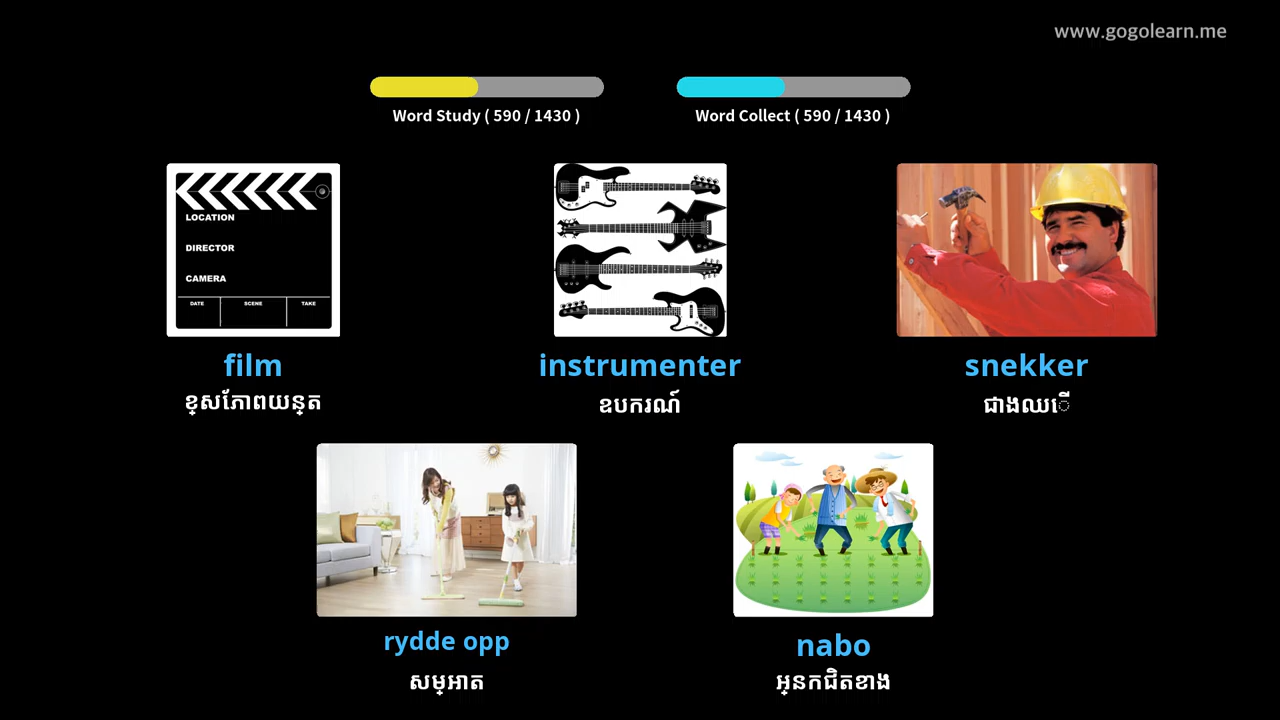 www.gogolearn.me
Word Study ( 590 / 1430 )
Word Collect ( 590 / 1430 )
LOCATION
DIRECTOR
CAMERA
DATE SCENE TAKE
film
instrumenter
snekker
ខ្សែភាពយន្ត
ឧបករណ៍
ជាងឈើ
rydde opp
nabo
សម្អាត
អ្នកជិតខាង